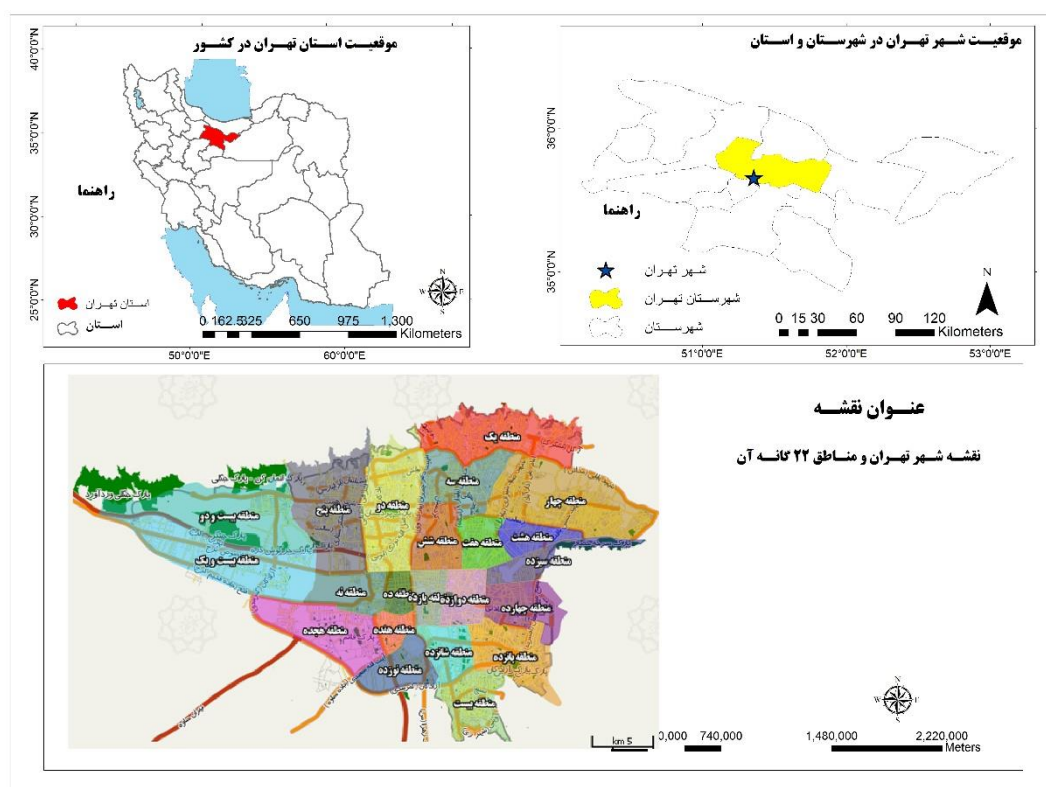 موقعیت استان تهران در کشور
40°0'0"N
35°0'0"N
30°0'0"N
25°0'0"N
راهنما
استان تهران
استان
0 162.5325 650 975 1,300
Kilometers
50°0'0"E 60°0'0"E
موقعیت شهر تهران در شهرستان و استان
36°0'0"N
35°0'0"N
راهنما
شهر تهران
شهرستان تهران
شهرستان
N
0 15 30 60 90 120
Kilometers
51°0'0"E 52°0'0"E 53°0'0"E
عنوان نقشه
نقشه شهر تهران و مناطق ۲۲ گانه آن
منطقه یک
منطقه سه
منطقه چهار
منطقه دو
منطقه پنج
منطقه بیست و دو
منطقه شش
منطقه هفت
منطقه هشت
منطقه سیزده
منطقه بیست و یک
منطقه نه
منطقه ده
منطقه یازده
منطقه دوازده
منطقه چهارده
منطقه هجده
منطقه هفده
منطقه شانزده
منطقه پانزده
منطقه نوزده
منطقه بیست
km 5
0,000 740,000 1,480,000 2,220,000
Meters